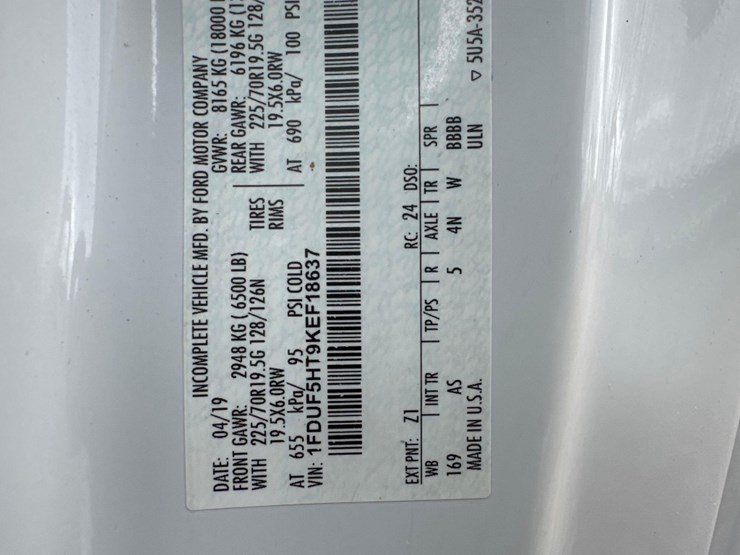 INCOMPLETE VEHICLE MFD. BY FORD MOTOR COMPANY
DATE: 04/19 GVWR: 8165 KG (18000
FRONT GAWR: 2948 KG (6500 LB) REAR GAWR: 6196 KG
WITH 225/70R19.5G 128/126N TIRES WITH 225/70R19.5G 128/
19.5X6.0RW RIMS 19.5X6.0RW
AT 655 kPa/ 95 PSI COLD AT 690 kPa/ 100 PSI
VIN: 1FDUF5HT9KEF18637
EXT PNT: Z1 RC: 24 DSO:
WB INT TR TP/PS R AXLE TR SPR
169 AS 5 4N W BBBB
MADE IN U.S.A. ULN ▽ 5U5A-352